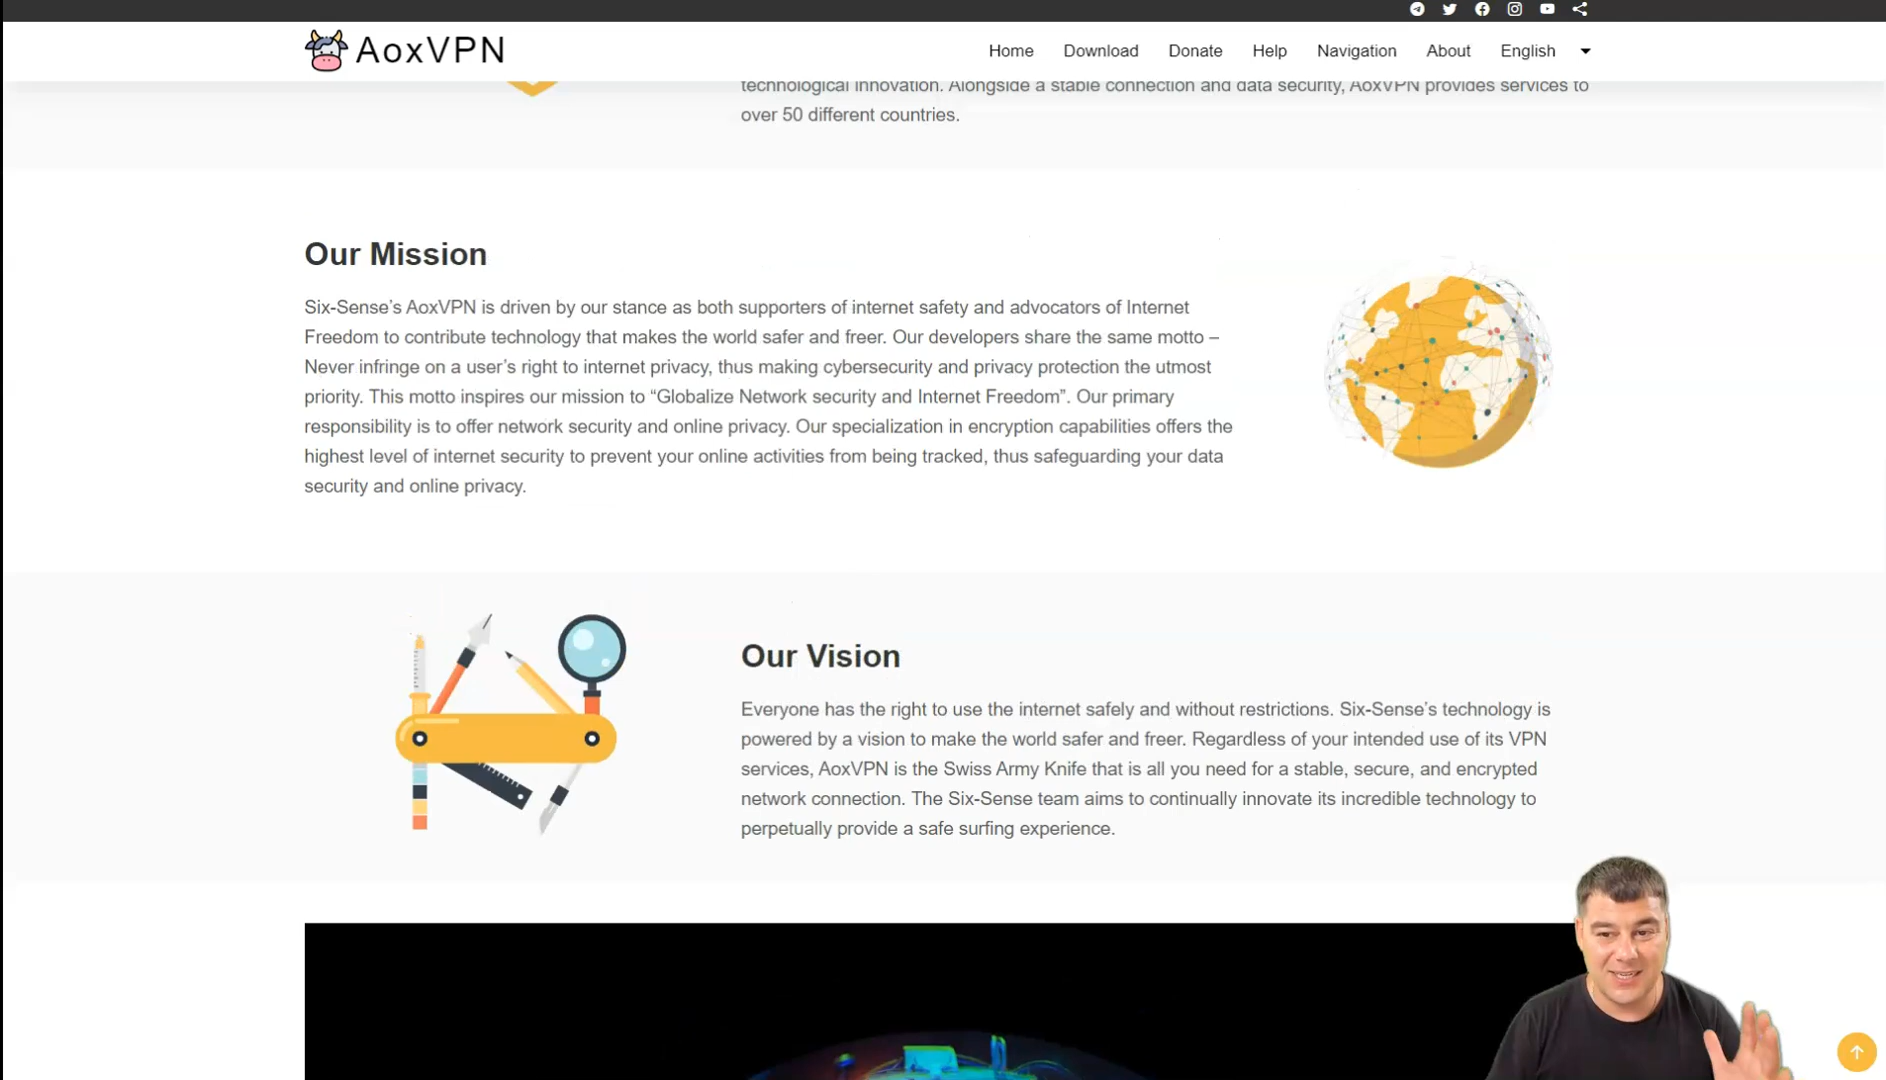 AoxVPN
Home
Download
Donate
Help
Navigation
About
English
technological innovation. Alongside a stable connection and data security, AoxVPN provides services to
over 50 different countries.
Our Mission
Six-Sense’s AoxVPN is driven by our stance as both supporters of internet safety and advocators of Internet
Freedom to contribute technology that makes the world safer and freer. Our developers share the same motto –
Never infringe on a user’s right to internet privacy, thus making cybersecurity and privacy protection the utmost
priority. This motto inspires our mission to “Globalize Network security and Internet Freedom”. Our primary
responsibility is to offer network security and online privacy. Our specialization in encryption capabilities offers the
highest level of internet security to prevent your online activities from being tracked, thus safeguarding your data
security and online privacy.
Our Vision
Everyone has the right to use the internet safely and without restrictions. Six-Sense’s technology is
powered by a vision to make the world safer and freer. Regardless of your intended use of its VPN
services, AoxVPN is the Swiss Army Knife that is all you need for a stable, secure, and encrypted
network connection. The Six-Sense team aims to continually innovate its incredible technology to
perpetually provide a safe surfing experience.